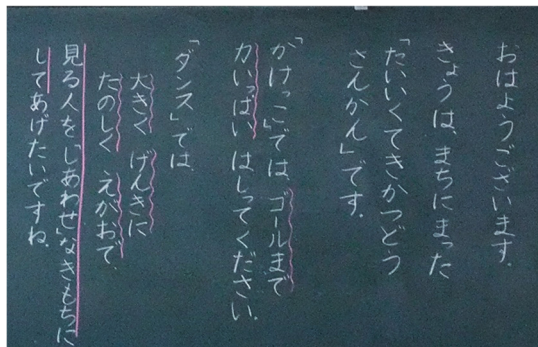 おはようございます。
きょうは、まちにまった
「たいいくてきかつどう
さんかん」です。
「かけっこ」では、ゴールまで
力いっぱい はしってください。
「ダンス」では、
大きく げんきに
たのしく えがおで、
見る人を「しあわせ」なきもちに
してあげたいですね。